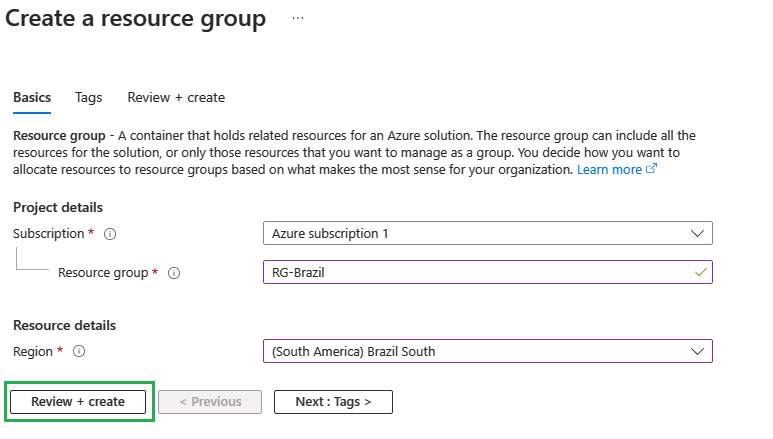 Create a resource group ...
Basics Tags Review + create
Resource group - A container that holds related resources for an Azure solution. The resource group can include all the
resources for the solution, or only those resources that you want to manage as a group. You decide how you want to
allocate resources to resource groups based on what makes the most sense for your organization. Learn more
Project details
Subscription * Azure subscription 1
Resource group * RG-Brazil
Resource details
Region * (South America) Brazil South
Review + create < Previous Next : Tags >